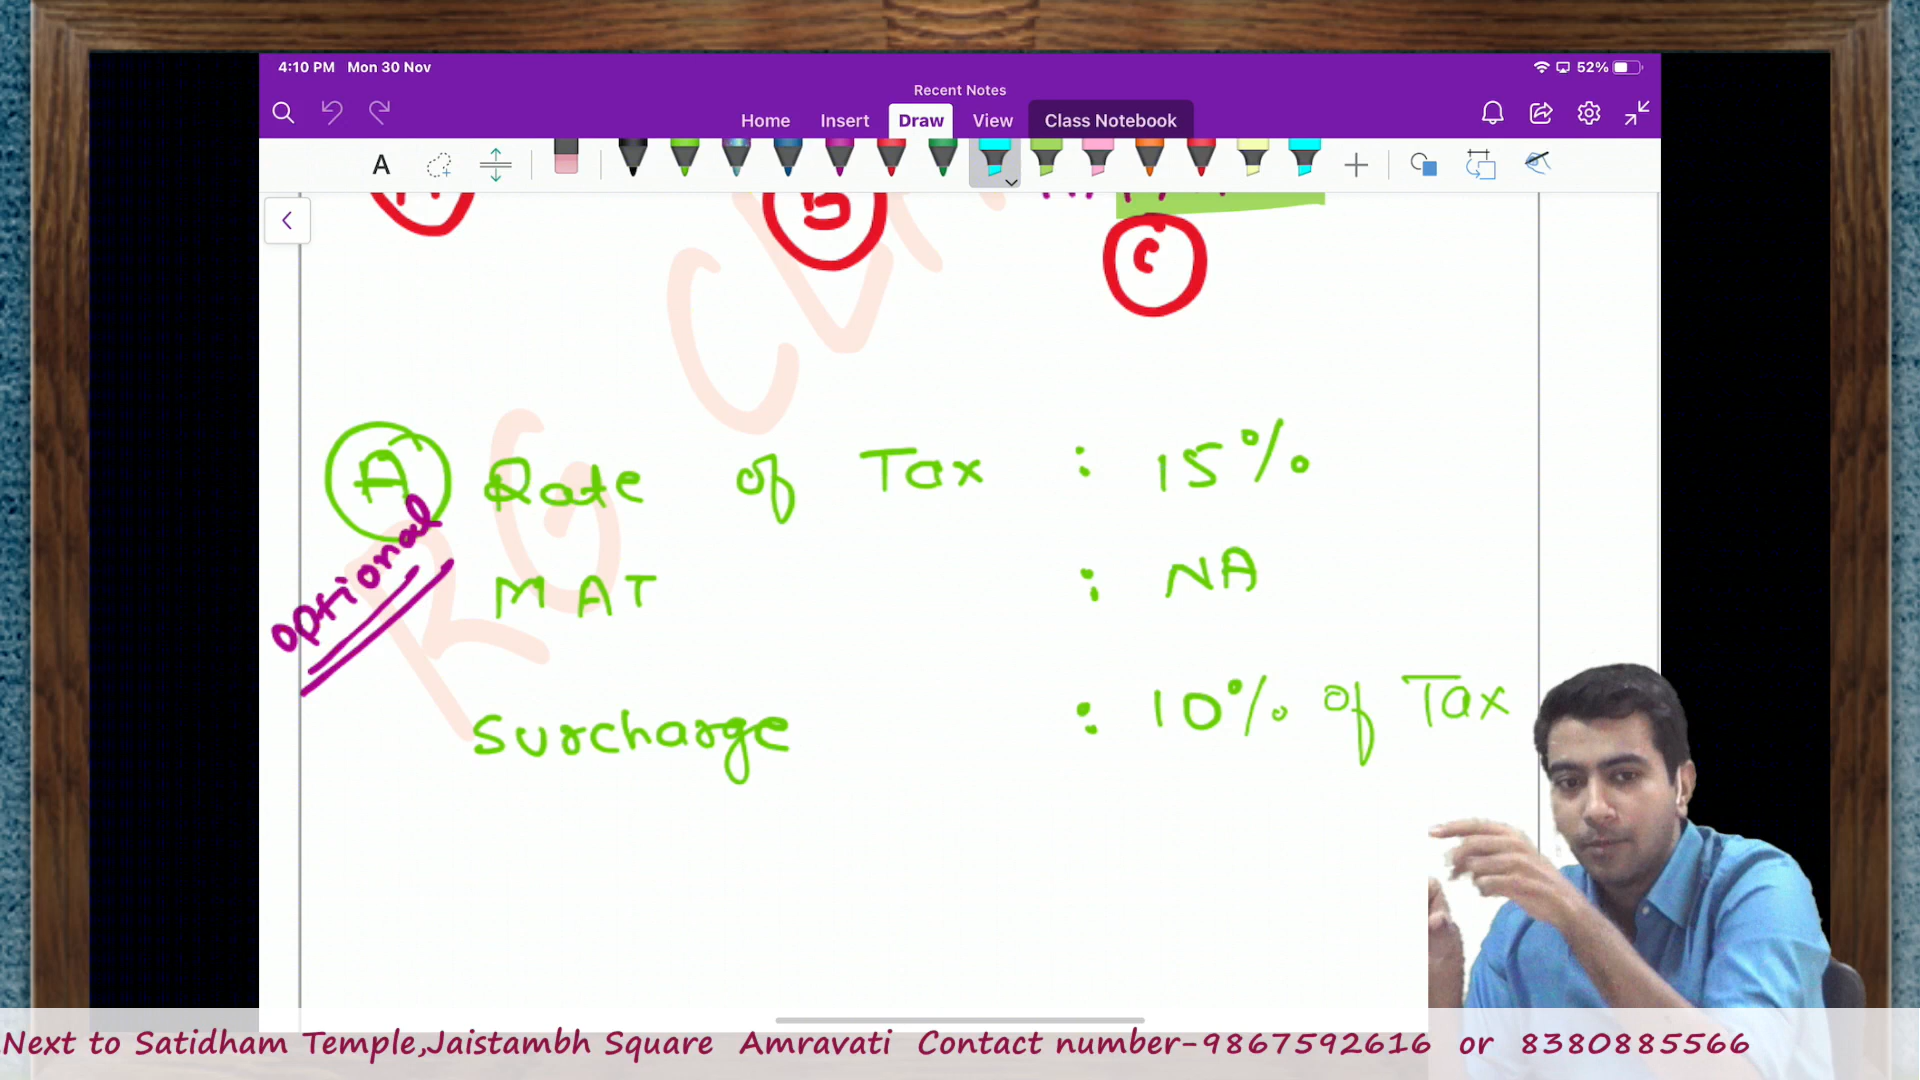 4:10 PM Mon 30 Nov
52%
Recent Notes
Home Insert Draw View Class Notebook
A
B
C
RG
A Rate of Tax : 15%
optional
MAT : NA
Surcharge : 10% of Tax
Next to Satidham Temple,Jaistambh Square Amravati Contact number-9867592616 or 8380885566